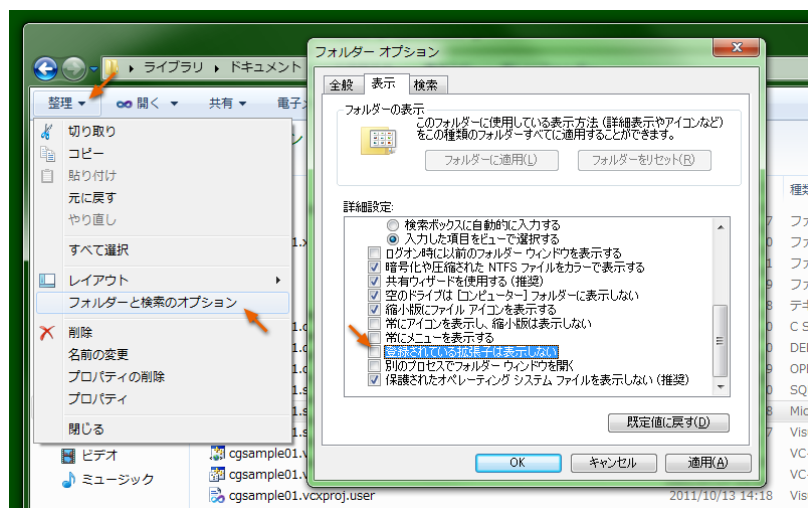 ライブラリ ▸ ドキュメント
整理 ▼
開く ▼
共有 ▼
電子
切り取り
コピー
貼り付け
元に戻す
やり直し
すべて選択
レイアウト
フォルダーと検索のオプション
削除
名前の変更
プロパティの削除
プロパティ
閉じる
ビデオ
ミュージック
フォルダー オプション
全般
表示
検索
フォルダーの表示
このフォルダーに使用している表示方法 (詳細表示やアイコンなど)
をこの種類のフォルダーすべてに適用することができます。
フォルダーに適用(L)
フォルダーをリセット(R)
詳細設定:
検索ボックスに自動的に入力する
入力した項目をビューで選択する
ログオン時に以前のフォルダー ウィンドウを表示する
暗号化や圧縮された NTFS ファイルをカラーで表示する
共有ウィザードを使用する (推奨)
空のドライブは [コンピューター] フォルダーに表示しない
縮小版にファイル アイコンを表示する
常にアイコンを表示し、縮小版は表示しない
常にメニューを表示する
登録されている拡張子は表示しない
別のプロセスでフォルダー ウィンドウを開く
保護されたオペレーティング システム ファイルを表示しない (推奨)
既定値に戻す(D)
OK
キャンセル
適用(A)
種類
C S
DEF
OPE
SQ
Mic
Vis
VC+
VC+
cgsample01.v
cgsample01.v
cgsample01.vcxproj.user
2011/10/13 14:18
Vis